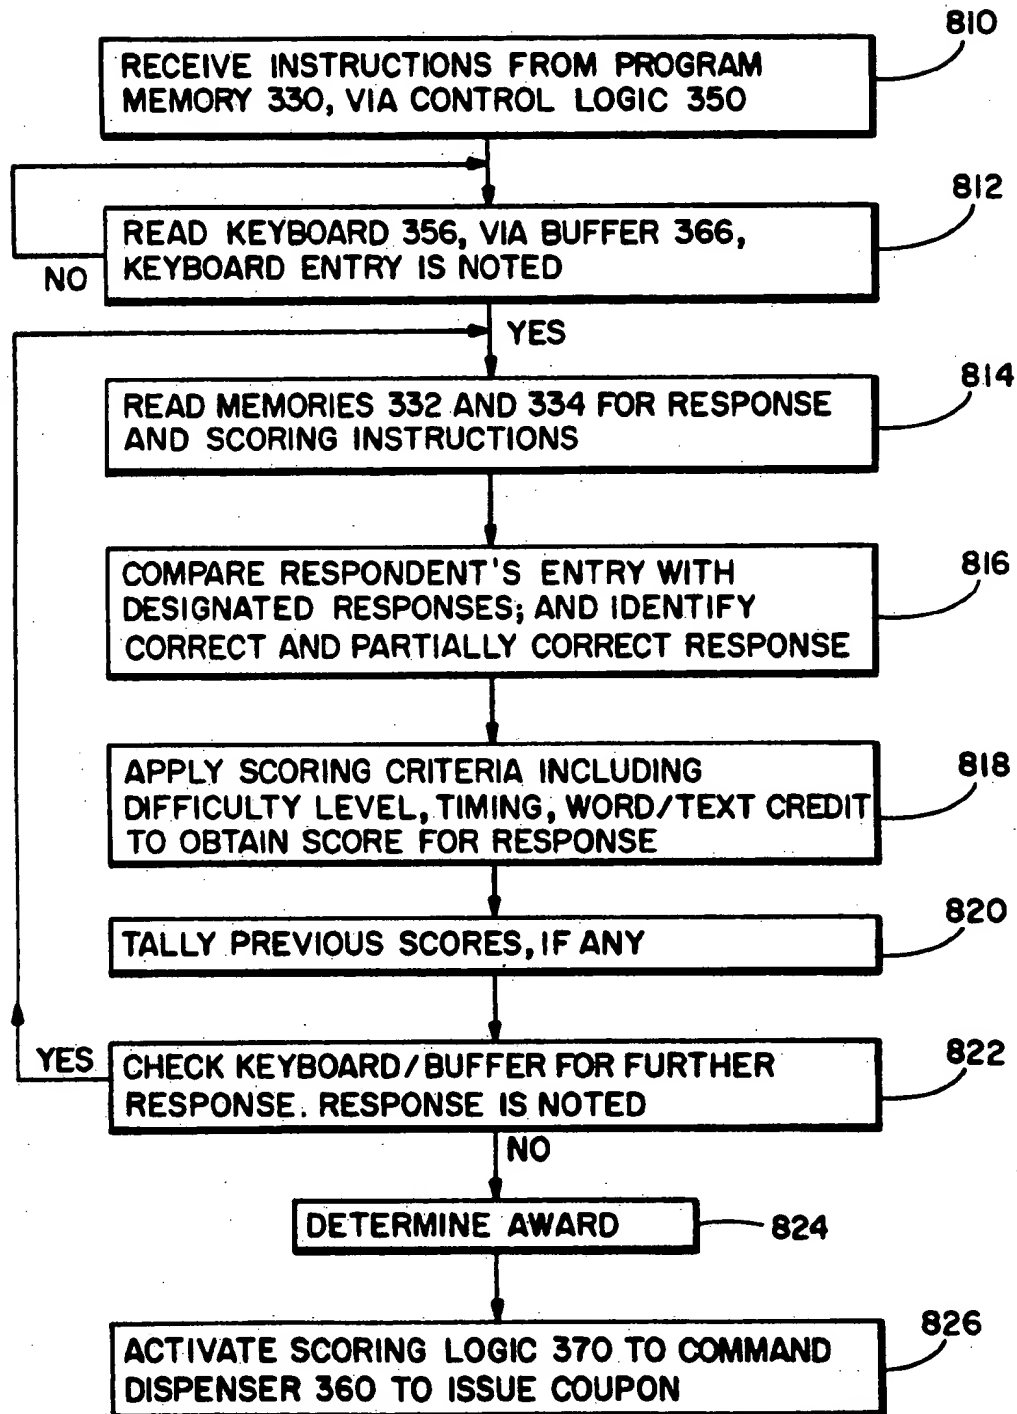 810
RECEIVE INSTRUCTIONS FROM PROGRAM
MEMORY 330, VIA CONTROL LOGIC 350
812
READ KEYBOARD 356, VIA BUFFER 366,
KEYBOARD ENTRY IS NOTED
NO
YES
814
READ MEMORIES 332 AND 334 FOR RESPONSE
AND SCORING INSTRUCTIONS
816
COMPARE RESPONDENT'S ENTRY WITH
DESIGNATED RESPONSES; AND IDENTIFY
CORRECT AND PARTIALLY CORRECT RESPONSE
818
APPLY SCORING CRITERIA INCLUDING
DIFFICULTY LEVEL, TIMING, WORD/TEXT CREDIT
TO OBTAIN SCORE FOR RESPONSE
820
TALLY PREVIOUS SCORES, IF ANY
822
YES
CHECK KEYBOARD/BUFFER FOR FURTHER
RESPONSE. RESPONSE IS NOTED
NO
DETERMINE AWARD
824
826
ACTIVATE SCORING LOGIC 370 TO COMMAND
DISPENSER 360 TO ISSUE COUPON